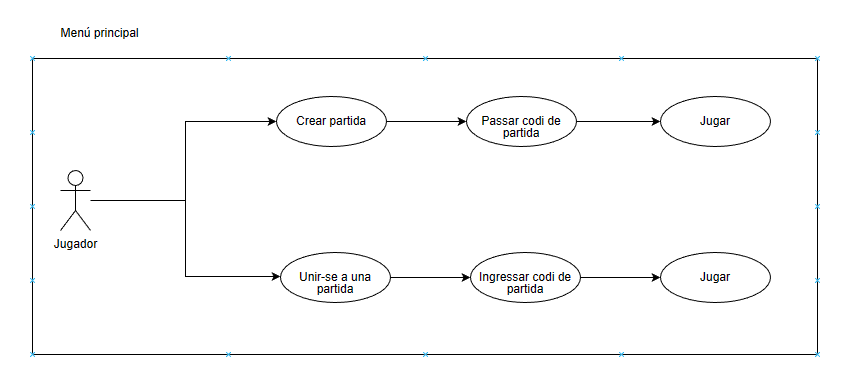 Menú principal
Crear partida
Passar codi de
partida
Jugar
Jugador
Unir-se a una
partida
Ingressar codi de
partida
Jugar